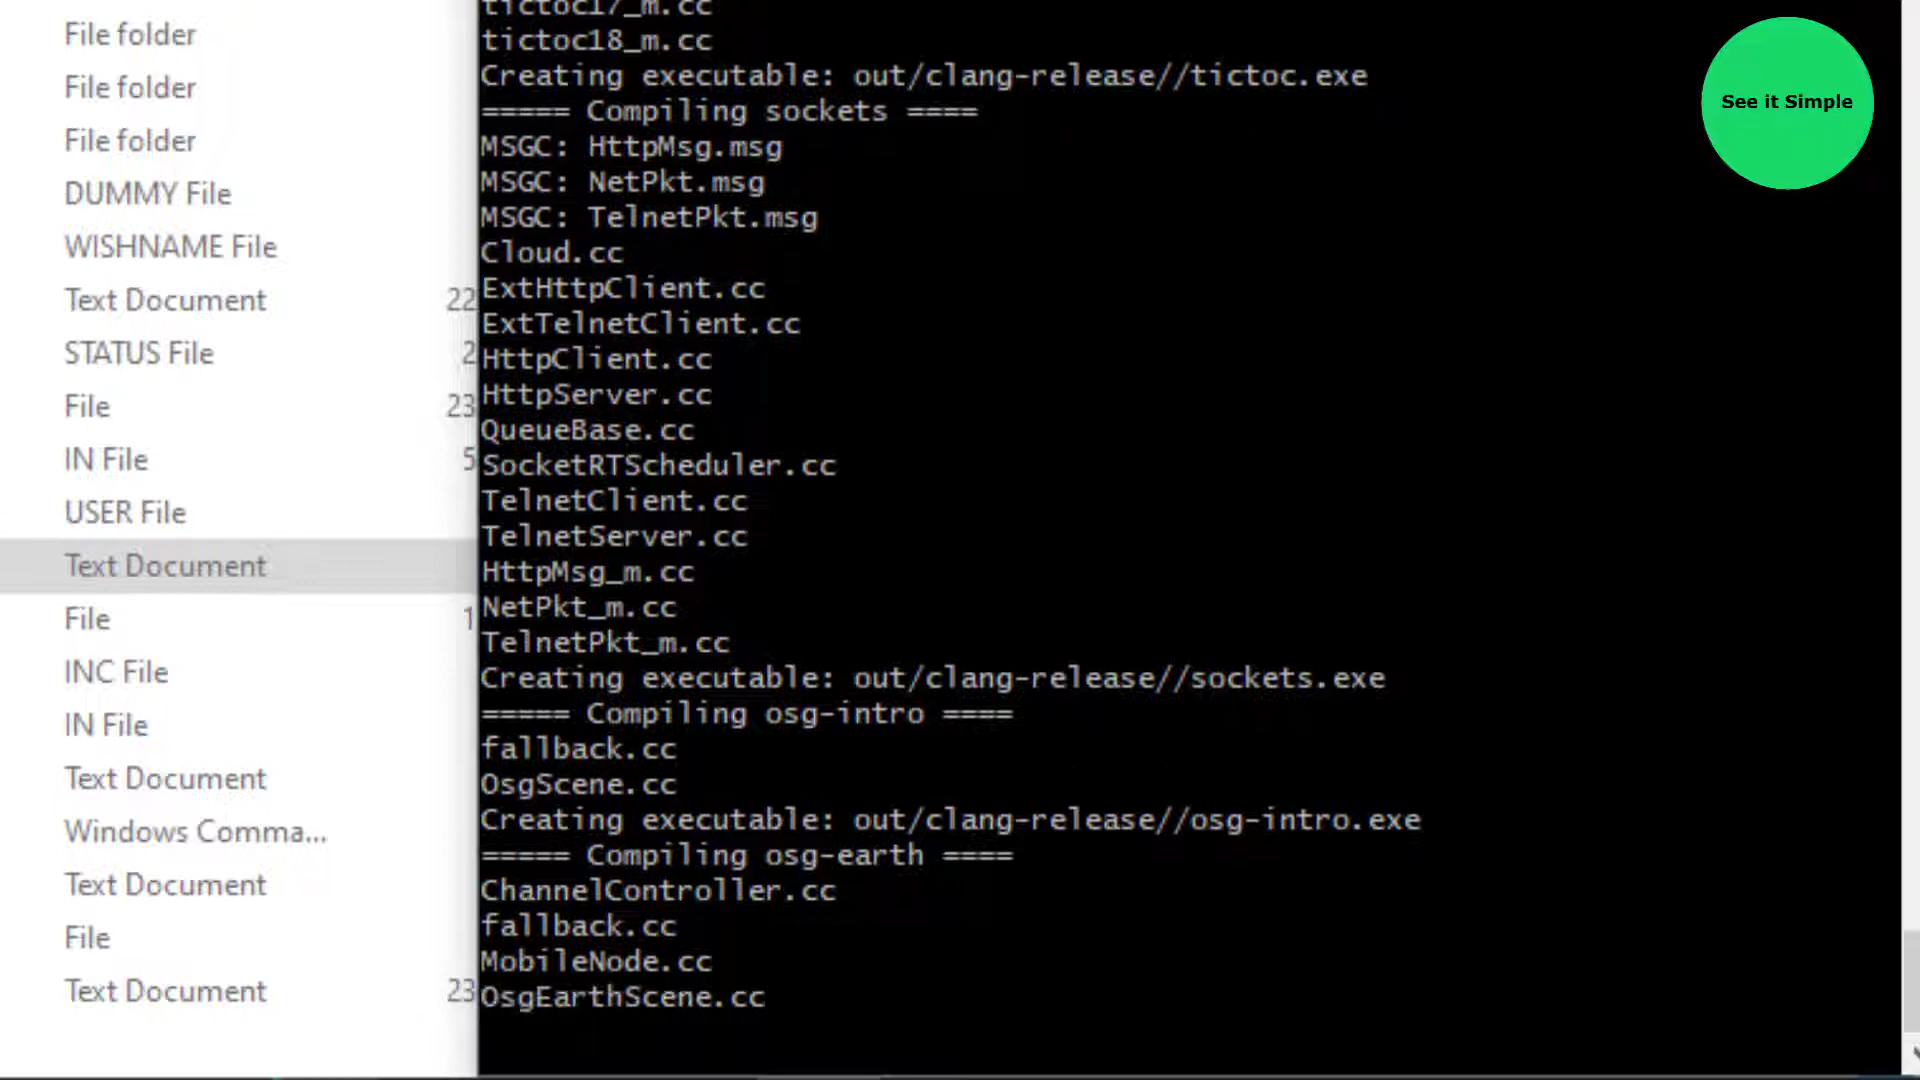 File folder
File folder
File folder
DUMMY File
WISHNAME File
Text Document 22
STATUS File 2
File 23
IN File 5
USER File
Text Document
File 1
INC File
IN File
Text Document
Windows Comma...
Text Document
File
Text Document 23
tictoc17_m.cc
tictoc18_m.cc
Creating executable: out/clang-release//tictoc.exe
===== Compiling sockets ====
MSGC: HttpMsg.msg
MSGC: NetPkt.msg
MSGC: TelnetPkt.msg
Cloud.cc
ExtHttpClient.cc
ExtTelnetClient.cc
HttpClient.cc
HttpServer.cc
QueueBase.cc
SocketRTScheduler.cc
TelnetClient.cc
TelnetServer.cc
HttpMsg_m.cc
NetPkt_m.cc
TelnetPkt_m.cc
Creating executable: out/clang-release//sockets.exe
===== Compiling osg-intro ====
fallback.cc
OsgScene.cc
Creating executable: out/clang-release//osg-intro.exe
===== Compiling osg-earth ====
ChannelController.cc
fallback.cc
MobileNode.cc
OsgEarthScene.cc
See it Simple